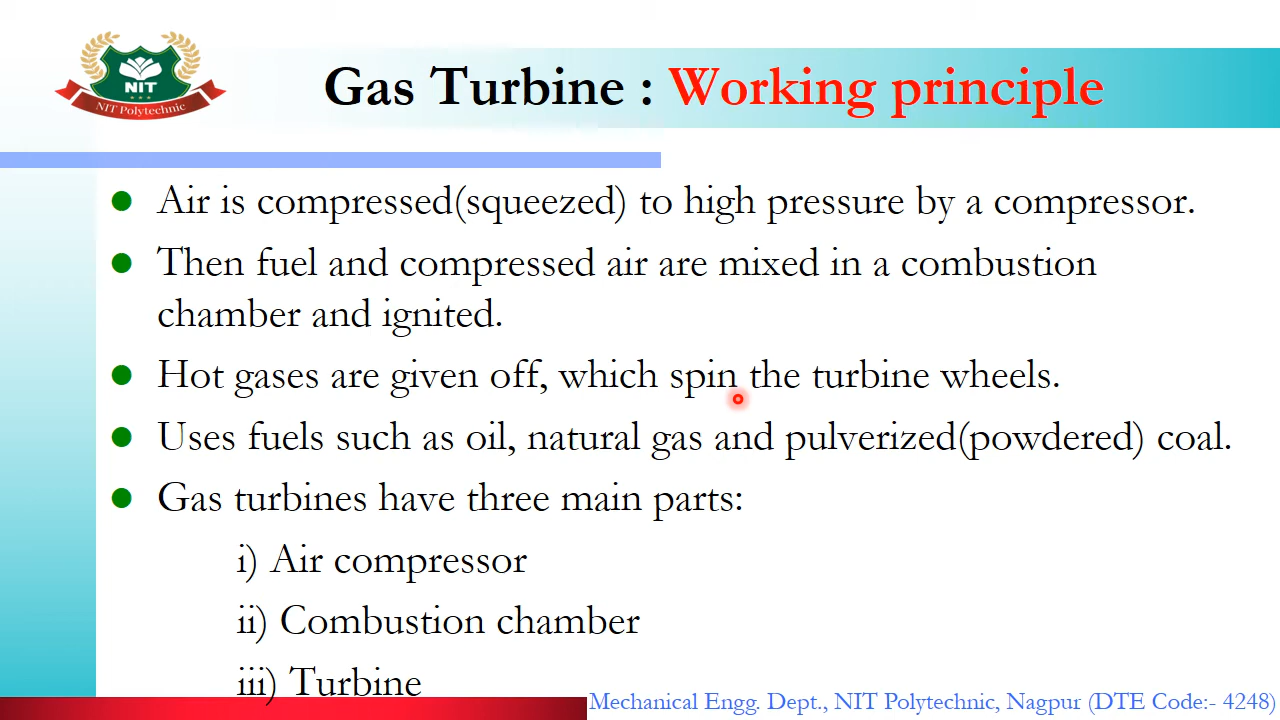 NIT
NIT Polytechnic
Gas Turbine : Working principle
Air is compressed(squeezed) to high pressure by a compressor.
Then fuel and compressed air are mixed in a combustion
chamber and ignited.
Hot gases are given off, which spin the turbine wheels.
Uses fuels such as oil, natural gas and pulverized(powdered) coal.
Gas turbines have three main parts:
i) Air compressor
ii) Combustion chamber
iii) Turbine
Mechanical Engg. Dept., NIT Polytechnic, Nagpur (DTE Code:- 4248)